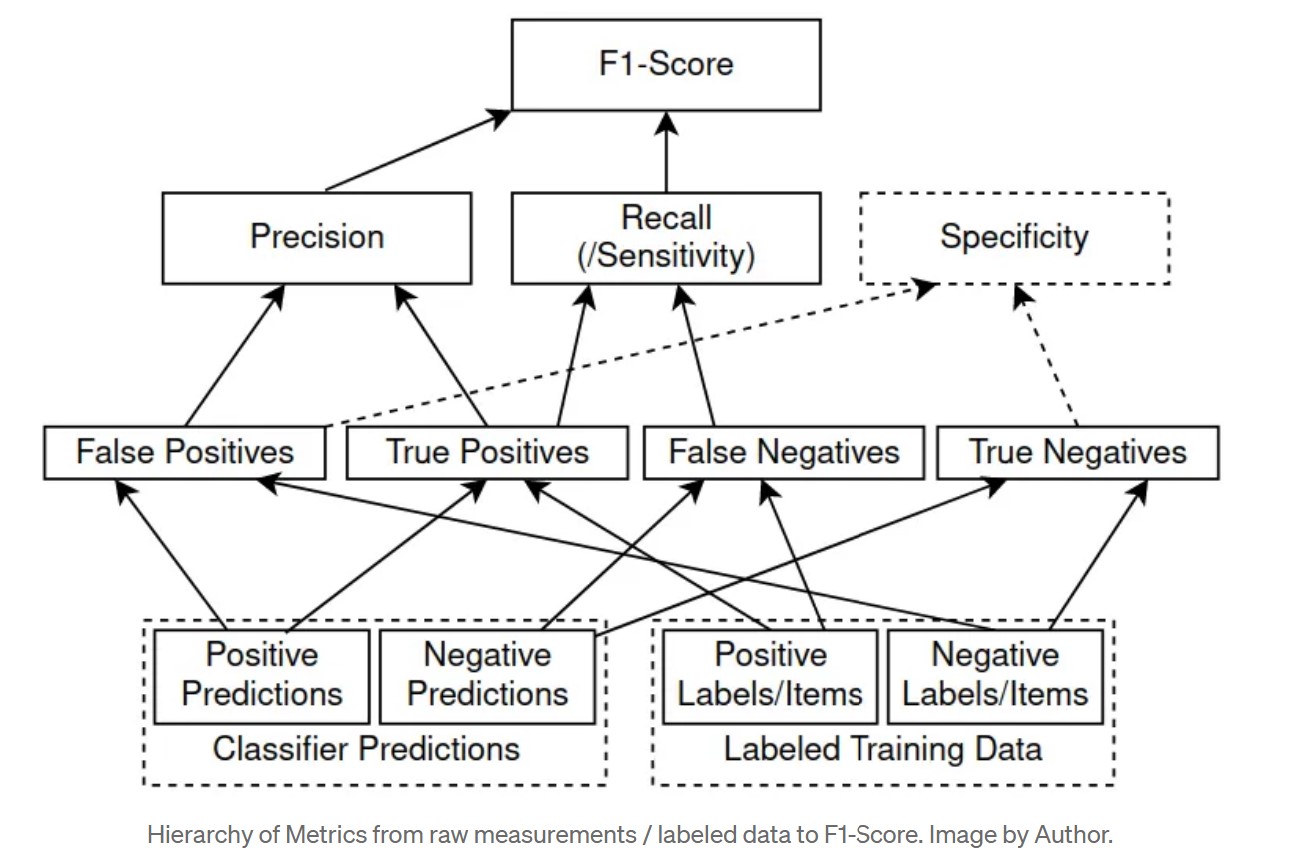 F1-Score
Precision
Recall
(/Sensitivity)
Specificity
False Positives
True Positives
False Negatives
True Negatives
Positive
Predictions
Negative
Predictions
Classifier Predictions
Positive
Labels/Items
Negative
Labels/Items
Labeled Training Data
Hierarchy of Metrics from raw measurements / labeled data to F1-Score. Image by Author.